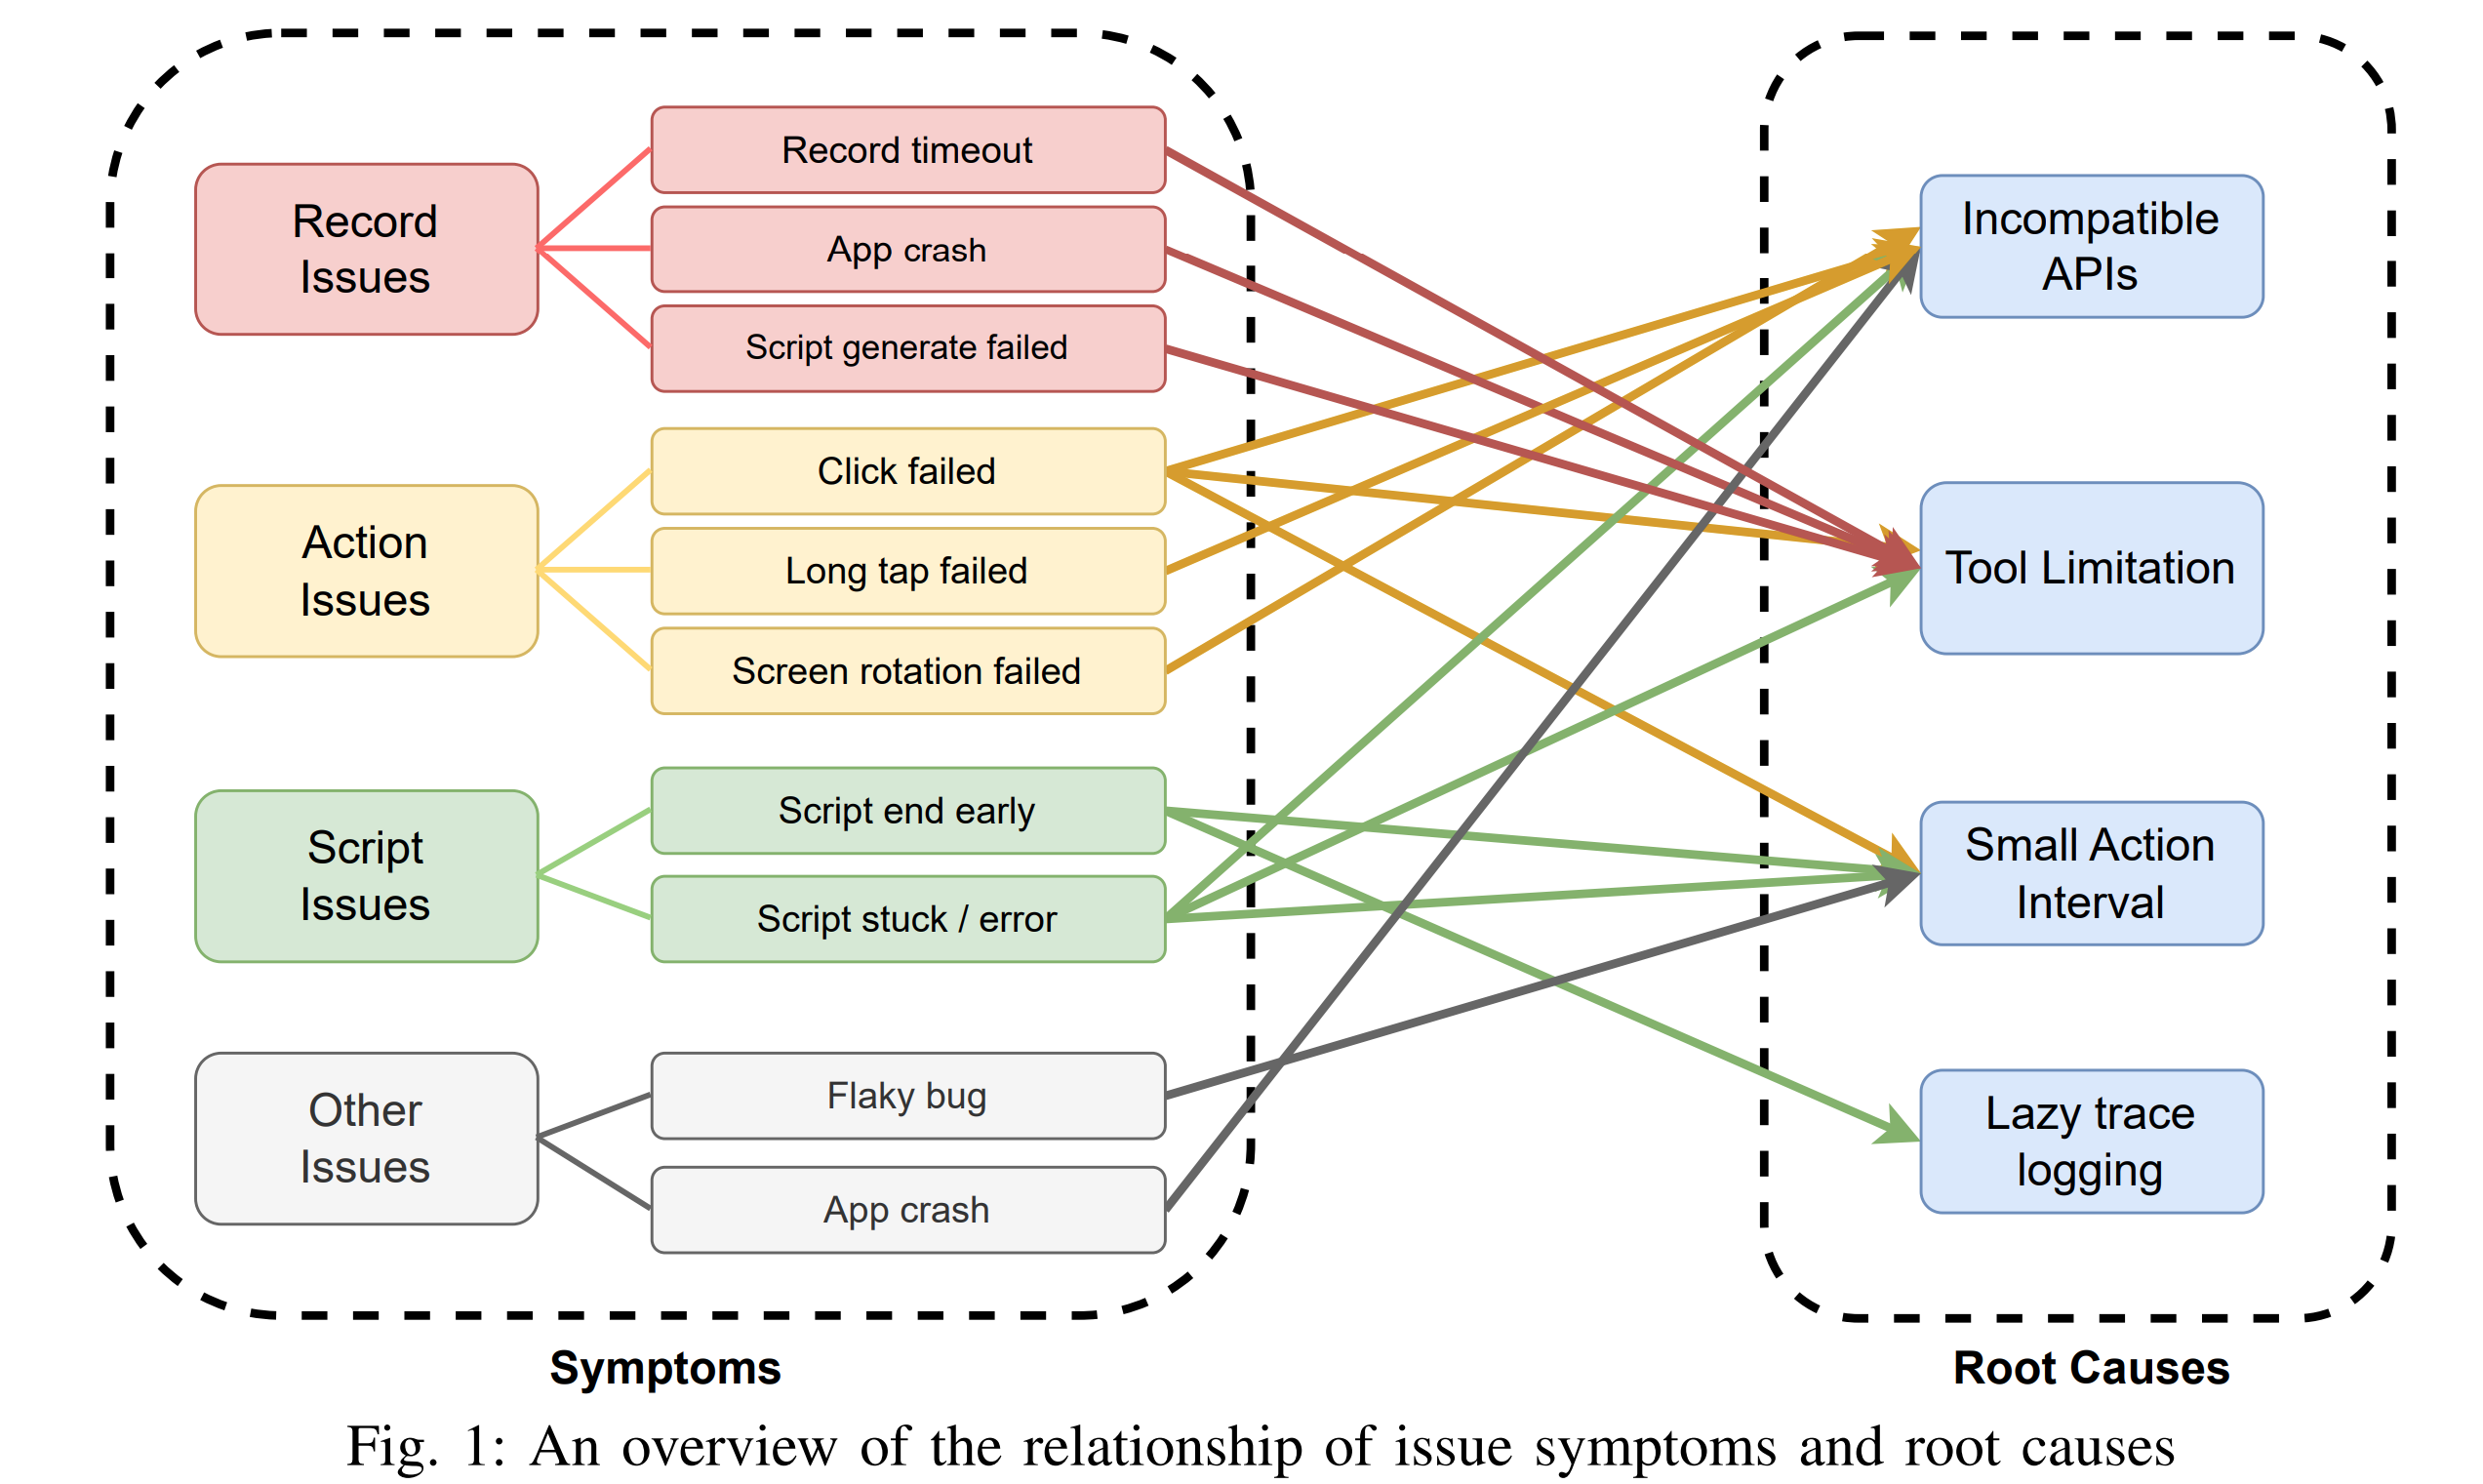 Record
Issues
Record timeout
App crash
Script generate failed
Action
Issues
Click failed
Long tap failed
Screen rotation failed
Script
Issues
Script end early
Script stuck / error
Other
Issues
Flaky bug
App crash
Symptoms
Incompatible
APIs
Tool Limitation
Small Action
Interval
Lazy trace
logging
Root Causes
Fig. 1: An overview of the relationship of issue symptoms and root causes